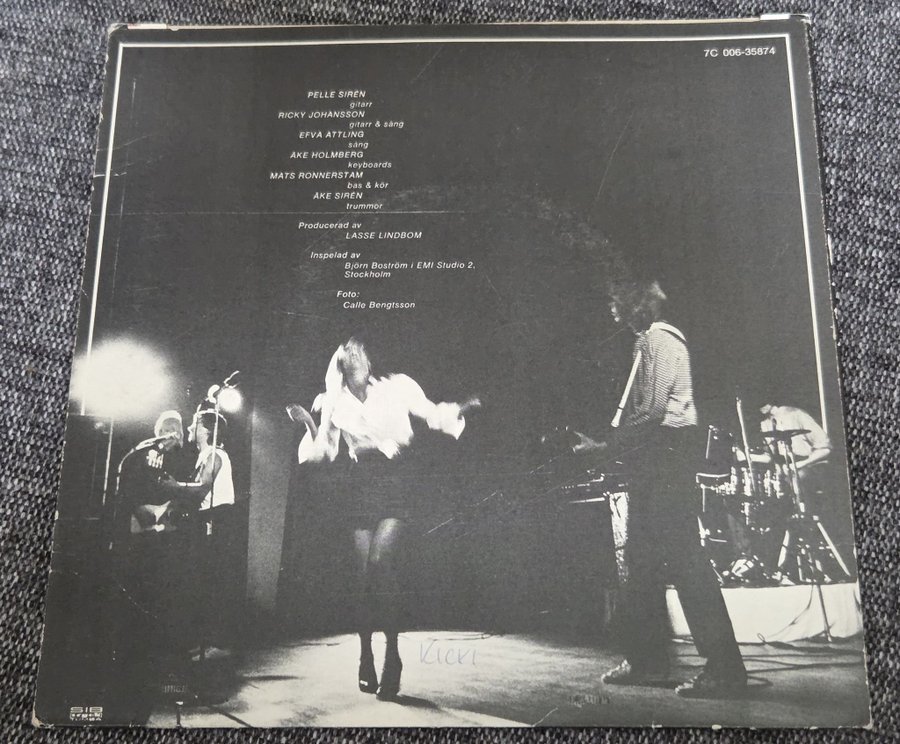 7C 006-35874
PELLE SIRÉN
gitarr
RICKY JOHANSSON
gitarr & sång
EFVA ATTLING
sång
ÅKE HOLMBERG
keyboards
MATS RONNERSTAM
bas & kör
ÅKE SIRÉN
trummor
Producerad av
LASSE LINDBOM
Inspelad av
Björn Boström i EMI Studio 2,
Stockholm
Foto:
Calle Bengtsson
Kicki
SIB
TUMBA